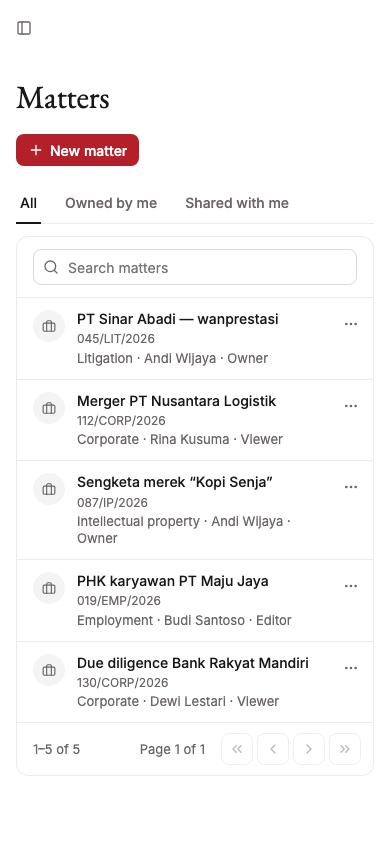 Matters
New matter
All Owned by me Shared with me
Search matters
PT Sinar Abadi — wanprestasi
045/LIT/2026
Litigation · Andi Wijaya · Owner
Merger PT Nusantara Logistik
112/CORP/2026
Corporate · Rina Kusuma · Viewer
Sengketa merek “Kopi Senja”
087/IP/2026
Intellectual property · Andi Wijaya ·
Owner
PHK karyawan PT Maju Jaya
019/EMP/2026
Employment · Budi Santoso · Editor
Due diligence Bank Rakyat Mandiri
130/CORP/2026
Corporate · Dewi Lestari · Viewer
1–5 of 5 Page 1 of 1